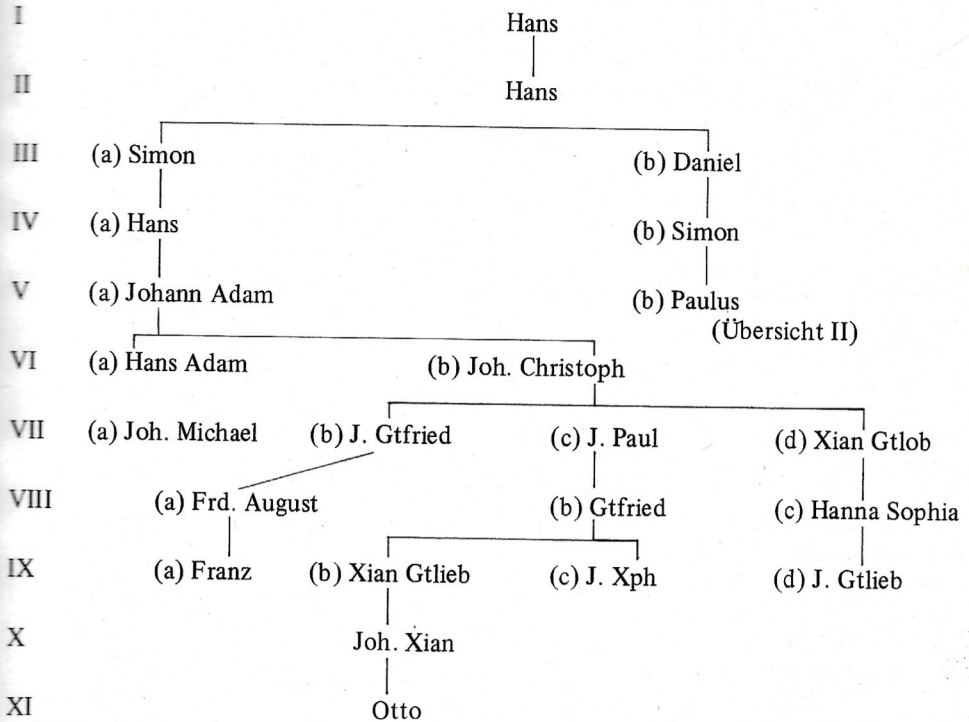 I Hans
II Hans
III (a) Simon (b) Daniel
IV (a) Hans (b) Simon
V (a) Johann Adam (b) Paulus
(Übersicht II)
VI (a) Hans Adam (b) Joh. Christoph
VII (a) Joh. Michael (b) J. Gtfried (c) J. Paul (d) Xian Gtlob
VIII (a) Frd. August (b) Gtfried (c) Hanna Sophia
IX (a) Franz (b) Xian Gtlieb (c) J. Xph (d) J. Gtlieb
X Joh. Xian
XI Otto